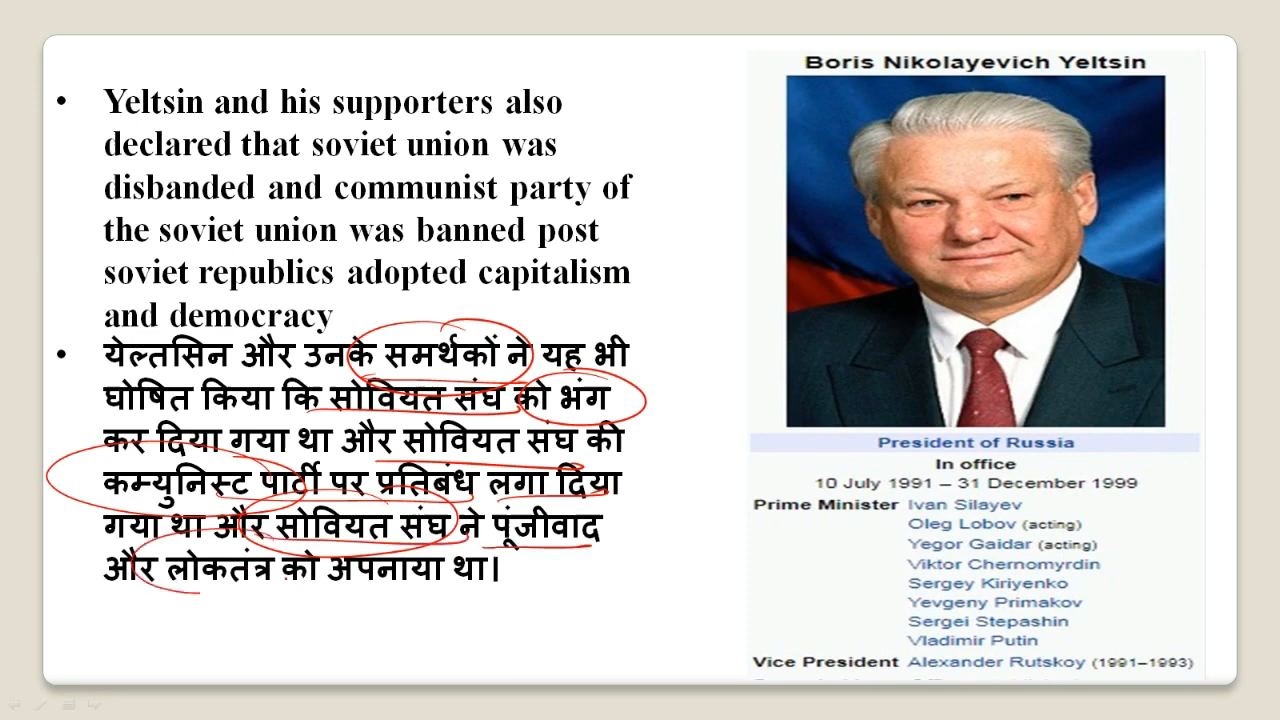 Yeltsin and his supporters also
declared that soviet union was
disbanded and communist party of
the soviet union was banned post
soviet republics adopted capitalism
and democracy
येल्तसिन और उनके समर्थकों ने यह भी
घोषित किया कि सोवियत संघ को भंग
कर दिया गया था और सोवियत संघ की
कम्युनिस्ट पार्टी पर प्रतिबंध लगा दिया
गया था और सोवियत संघ ने पूंजीवाद
और लोकतंत्र को अपनाया था।
Boris Nikolayevich Yeltsin
President of Russia
In office
10 July 1991 – 31 December 1999
Prime Minister Ivan Silayev
Oleg Lobov (acting)
Yegor Gaidar (acting)
Viktor Chernomyrdin
Sergey Kiriyenko
Yevgeny Primakov
Sergei Stepashin
Vladimir Putin
Vice President Alexander Rutskoy (1991–1993)